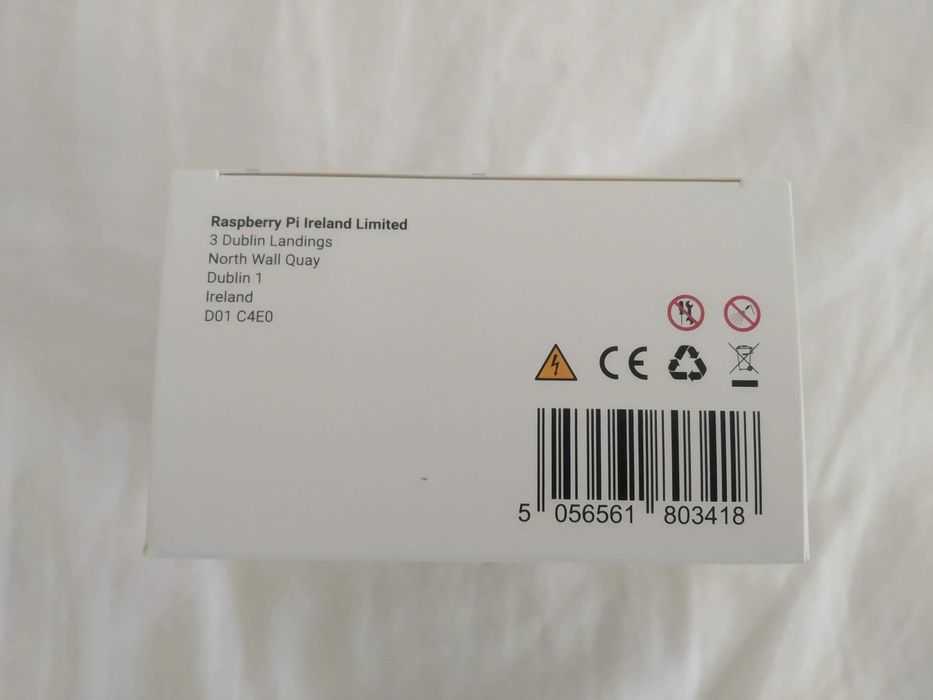 Raspberry Pi Ireland Limited
3 Dublin Landings
North Wall Quay
Dublin 1
Ireland
D01 C4E0
CE
5 056561 803418